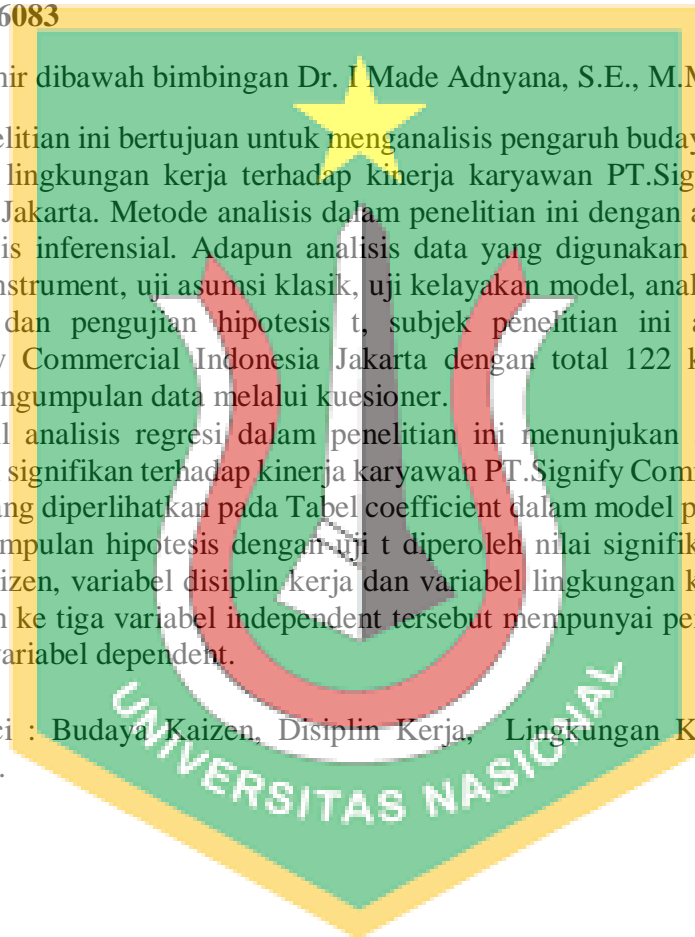 6083
ir dibawah bimbingan Dr. I Made Adnyana, S.E., M.M
elitian ini bertujuan untuk menganalisis pengaruh buday
lingkungan kerja terhadap kinerja karyawan PT.Sig
Jakarta. Metode analisis dalam penelitian ini dengan a
is inferensial. Adapun analisis data yang digunakan
nstrument, uji asumsi klasik, uji kelayakan model, anal
dan pengujian hipotesis t, subjek penelitian ini a
y Commercial Indonesia Jakarta dengan total 122 k
ngumpulan data melalui kuesioner.
l analisis regresi dalam penelitian ini menunjukan
signifikan terhadap kinerja karyawan PT.Signify Com
ang diperlihatkan pada Tabel coefficient dalam model p
mpulan hipotesis dengan uji t diperoleh nilai signifik
izen, variabel disiplin kerja dan variabel lingkungan k
n ke tiga variabel independent tersebut mempunyai pe
variabel dependent.
ci : Budaya Kaizen, Disiplin Kerja, Lingkungan K
.
UNIVERSITAS NASIONAL